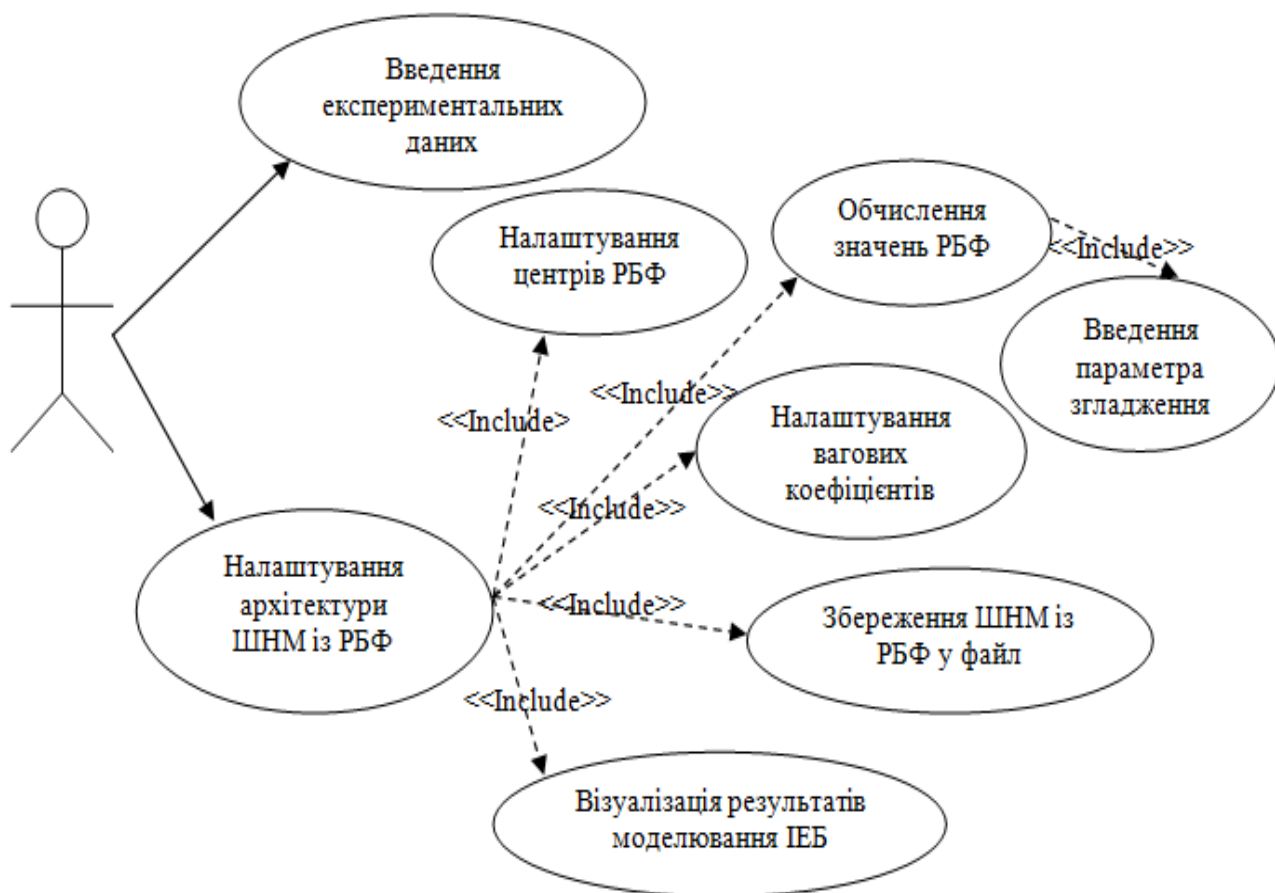 Введення
експериментальних
даних
Налаштування
центрів РБФ
Обчислення
значень РБФ
<<Include>>
Введення
параметра
згладження
<<Include>>
<<Include>
Налаштування
вагових
коефіцієнтів
<<Include>>
Налаштування
архітектури
ШНМ із РБФ
<<Include>>
Збереження ШНМ із
РБФ у файл
<<Include>>
Візуалізація результатів
моделювання ІЕБ